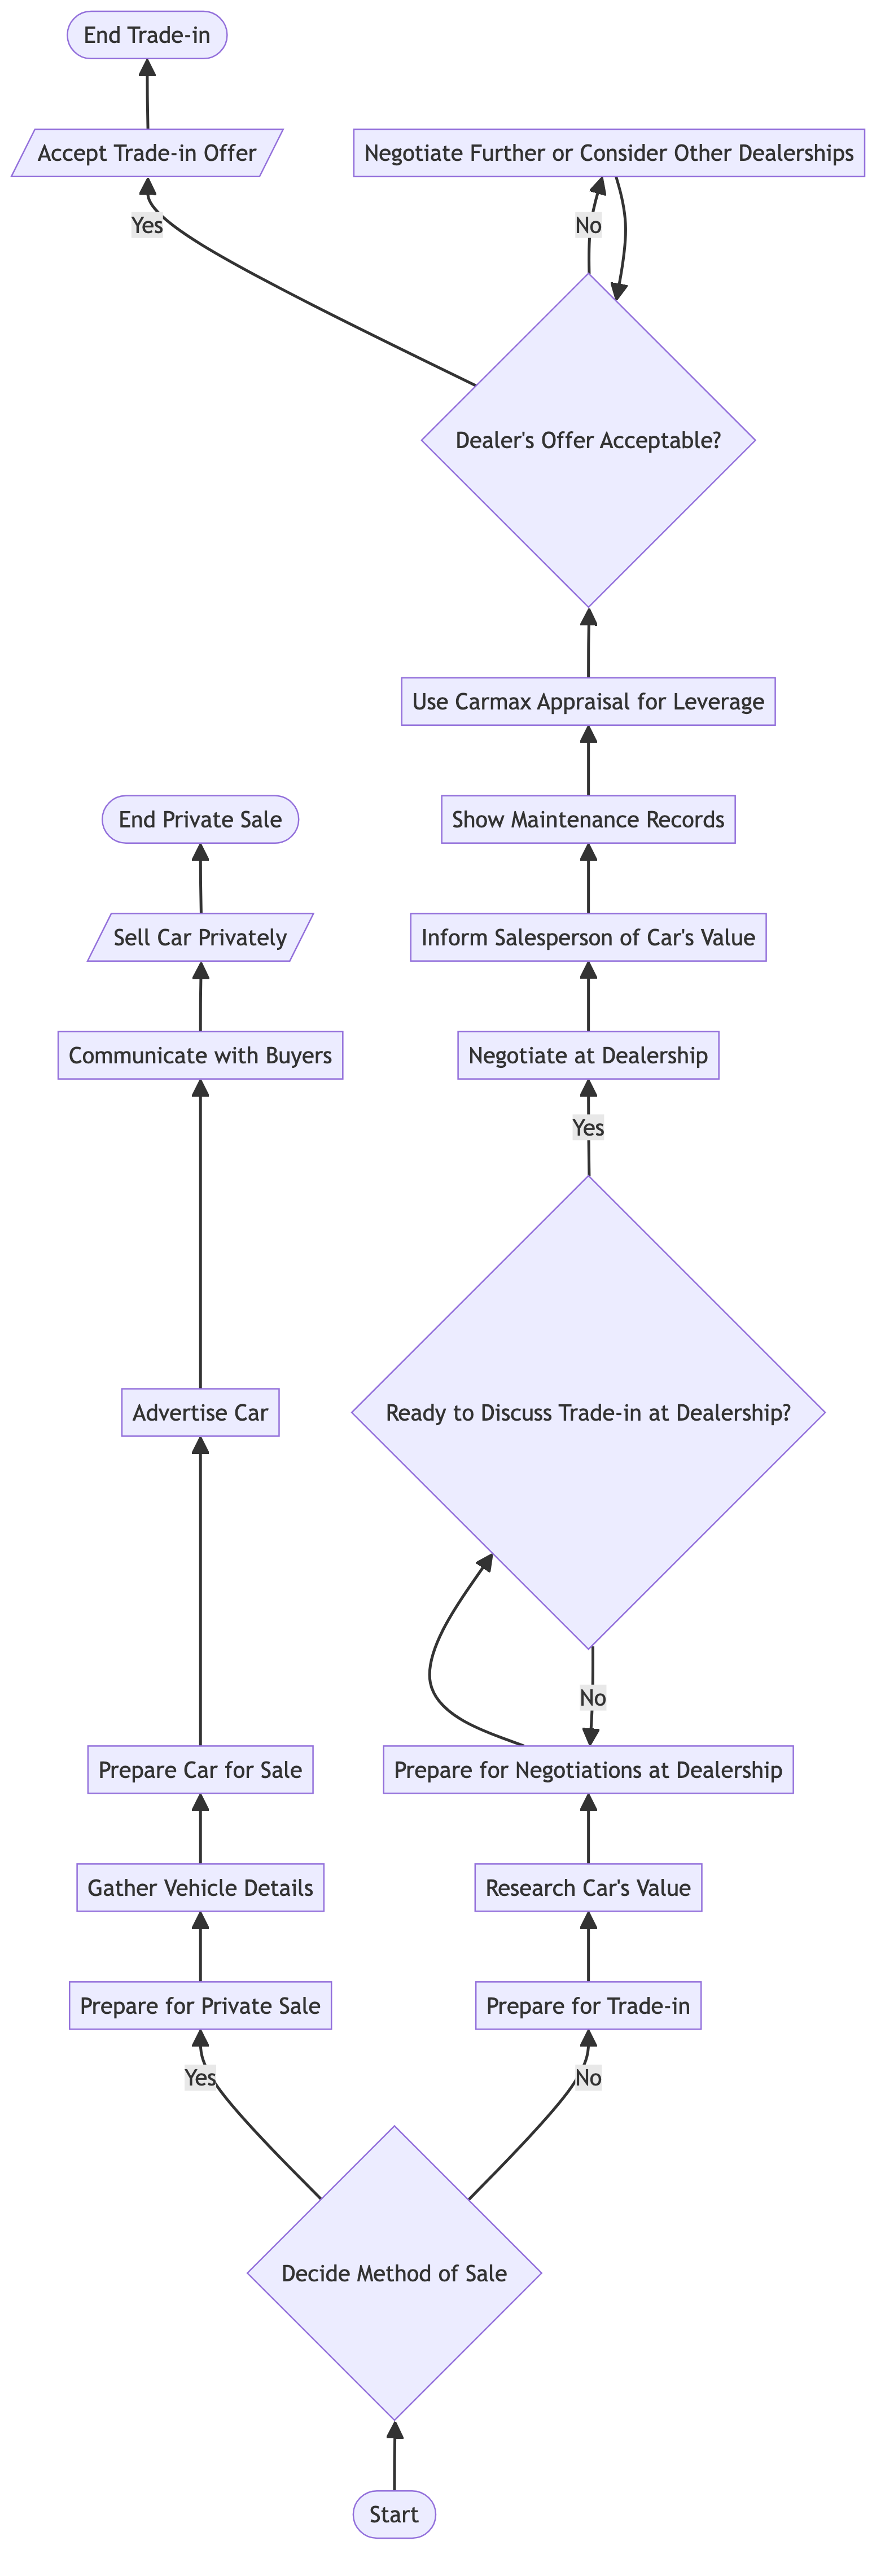 End Trade-in
Accept Trade-in Offer
Negotiate Further or Consider Other Dealerships
Yes
No
Dealer's Offer Acceptable?
Use Carmax Appraisal for Leverage
End Private Sale
Show Maintenance Records
Sell Car Privately
Inform Salesperson of Car's Value
Communicate with Buyers
Negotiate at Dealership
Yes
Advertise Car
Ready to Discuss Trade-in at Dealership?
No
Prepare Car for Sale
Prepare for Negotiations at Dealership
Gather Vehicle Details
Research Car's Value
Prepare for Private Sale
Prepare for Trade-in
Yes
No
Decide Method of Sale
Start